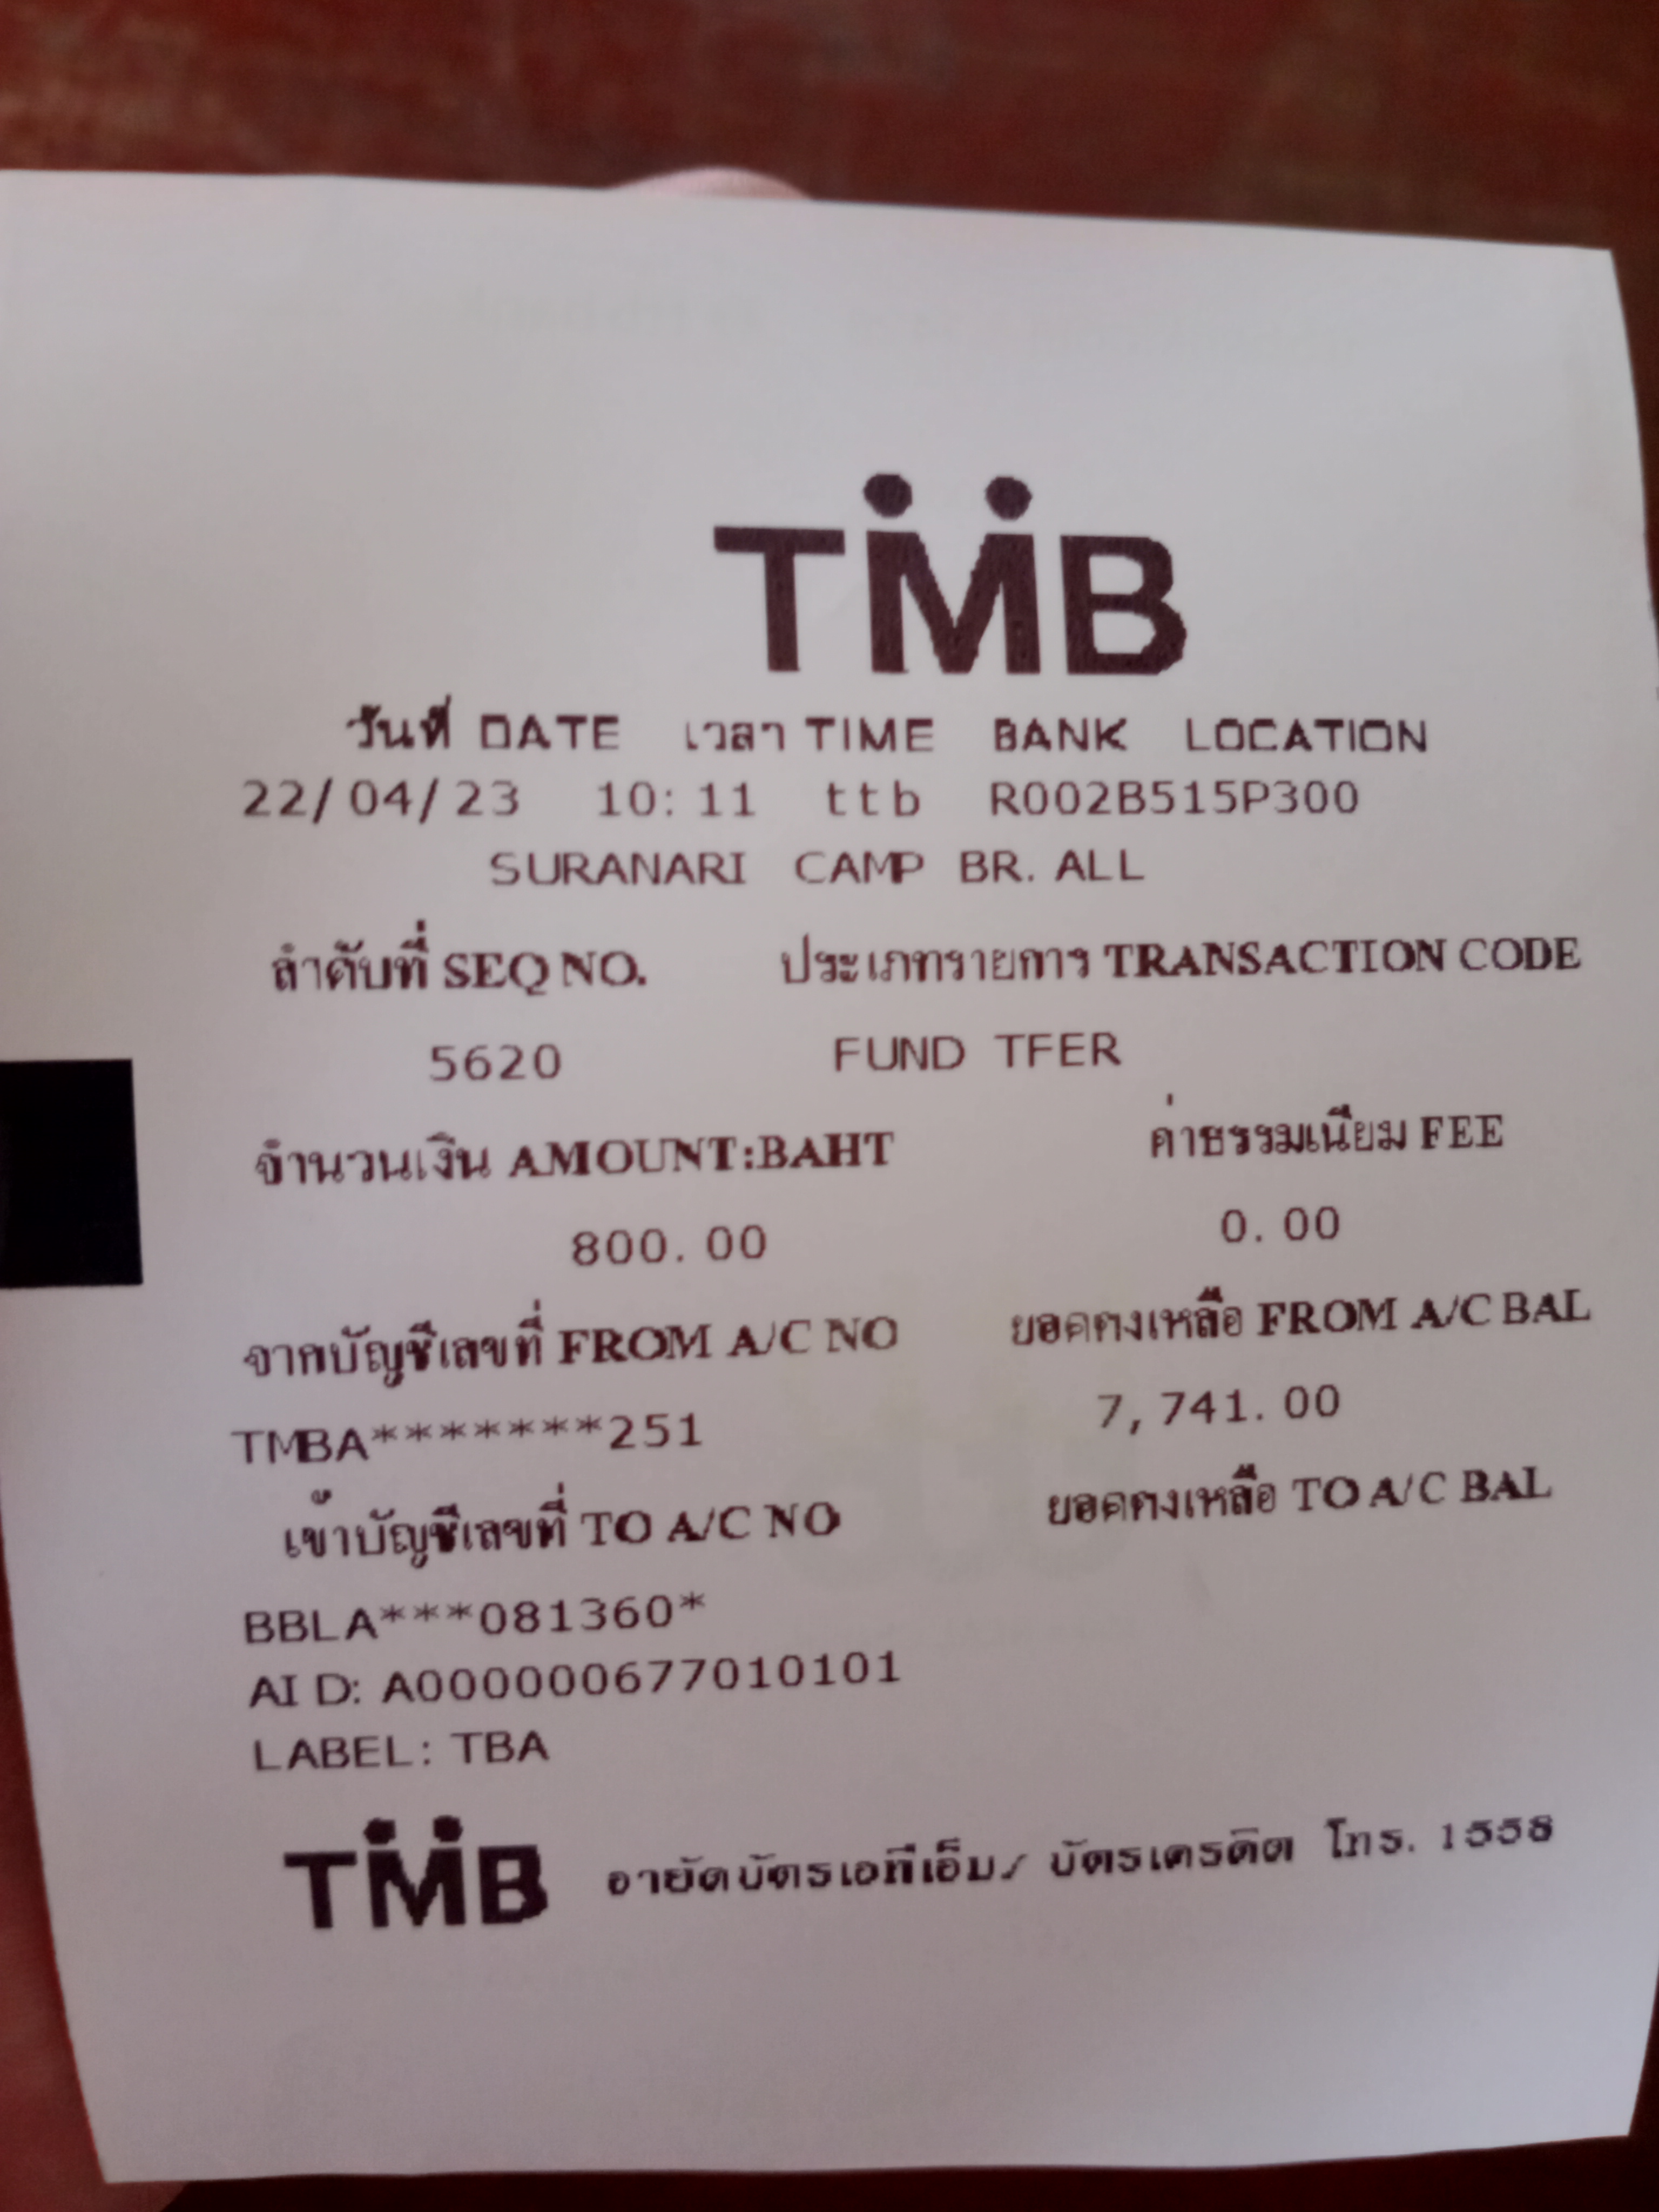 TMB
วันที่ DATE เวลา TIME BANK LOCATION
22/04/23 10:11 ttb R002B515P300
SURANARI CAMP BR. ALL
ลำดับที่ SEQ NO. ประเภทรายการ TRANSACTION CODE
5620 FUND TFER
จำนวนเงิน AMOUNT:BAHT ค่าธรรมเนียม FEE
800.00 0.00
จากบัญชีเลขที่ FROM A/C NO ยอดคงเหลือ FROM A/C BAL
TMBA*******251 7,741.00
เข้าบัญชีเลขที่ TO A/C NO ยอดคงเหลือ TO A/C BAL
BBLA***081360*
AID: A0000000677010101
LABEL: TBA
TMB อายัดบัตรเอทีเอ็ม/ บัตรเครดิต โทร. 1558